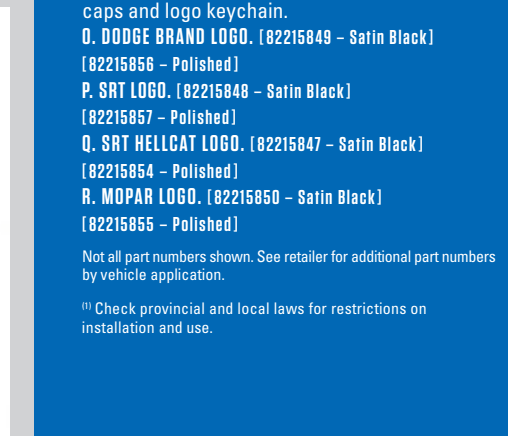 caps and logo keychain.
O. DODGE BRAND LOGO. [82215849 – Satin Black]
[82215856 – Polished]
P. SRT LOGO. [82215848 – Satin Black]
[82215857 – Polished]
Q. SRT HELLCAT LOGO. [82215847 – Satin Black]
[82215854 – Polished]
R. MOPAR LOGO. [82215850 – Satin Black]
[82215855 – Polished]
Not all part numbers shown. See retailer for additional part numbers
by vehicle application.
(1) Check provincial and local laws for restrictions on
installation and use.